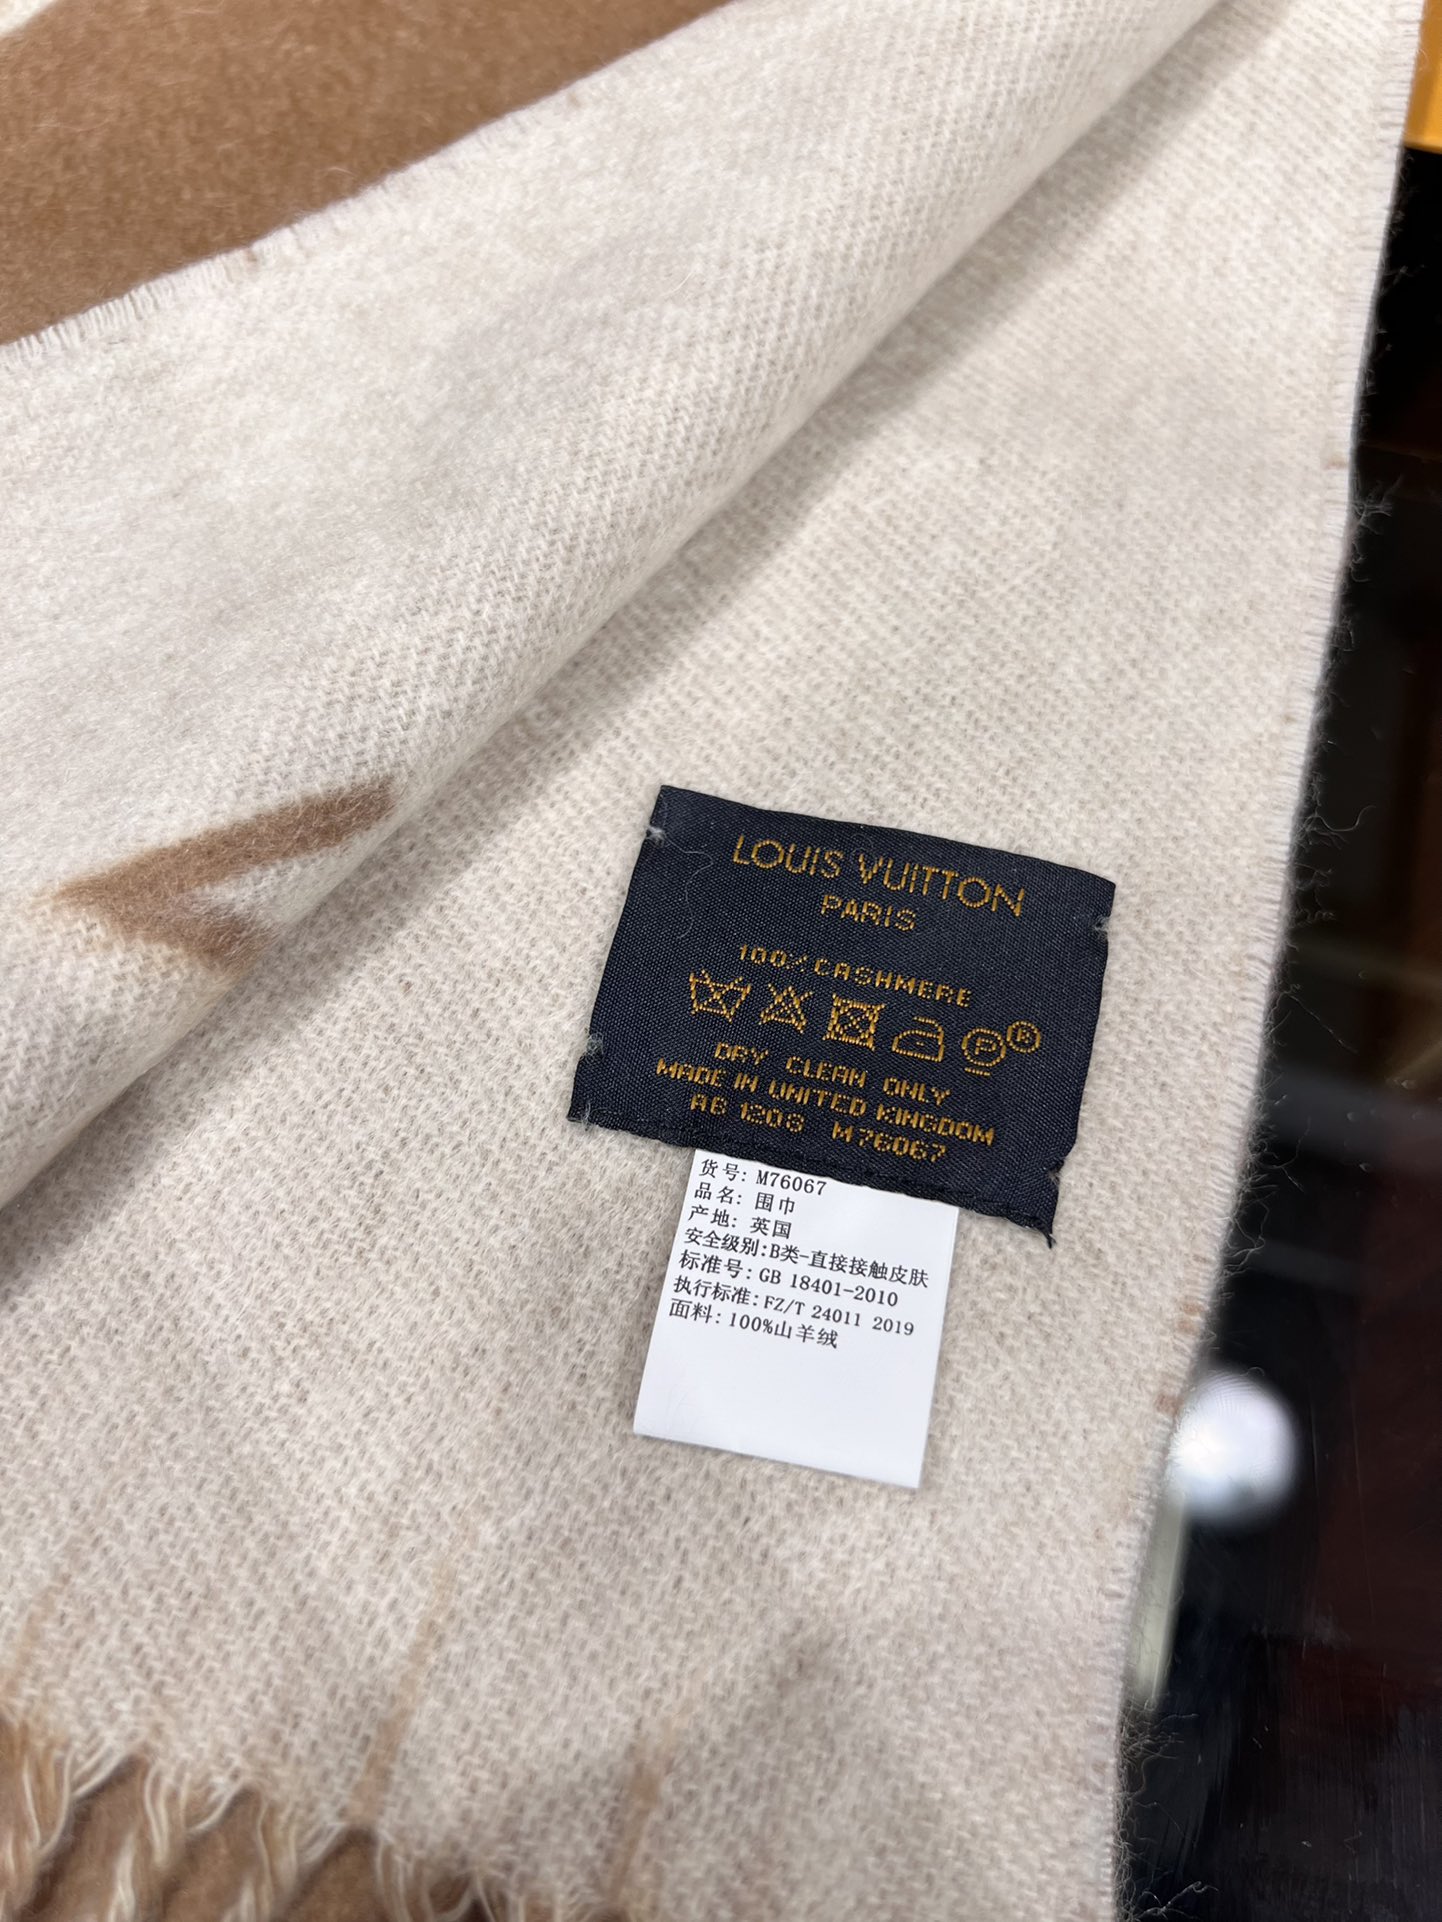 LOUIS VUITTON
PARIS
100% CASHMERE
P R
DRY CLEAN ONLY
MADE IN UNITED KINGDOM
AB 1208 M76067
货号: M76067
品名: 围巾
产地: 英国
安全级别:B类-直接接触皮肤
标准号: GB 18401-2010
执行标准: FZ/T 24011 2019
面料: 100%山羊绒